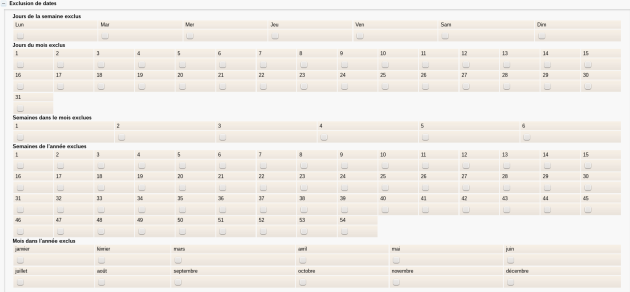 Exclusion de dates
Jours de la semaine exclus
Lun Mar Mer Jeu Ven Sam Dim
Jours du mois exclus
1 2 3 4 5 6 7 8 9 10 11 12 13 14 15
16 17 18 19 20 21 22 23 24 25 26 27 28 29 30
31
Semaines dans le mois exclues
1 2 3 4 5 6
Semaines de l'année exclues
1 2 3 4 5 6 7 8 9 10 11 12 13 14 15
16 17 18 19 20 21 22 23 24 25 26 27 28 29 30
31 32 33 34 35 36 37 38 39 40 41 42 43 44 45
46 47 48 49 50 51 52 53 54
Mois dans l'année exclus
janvier février mars avril mai juin
juillet août septembre octobre novembre décembre